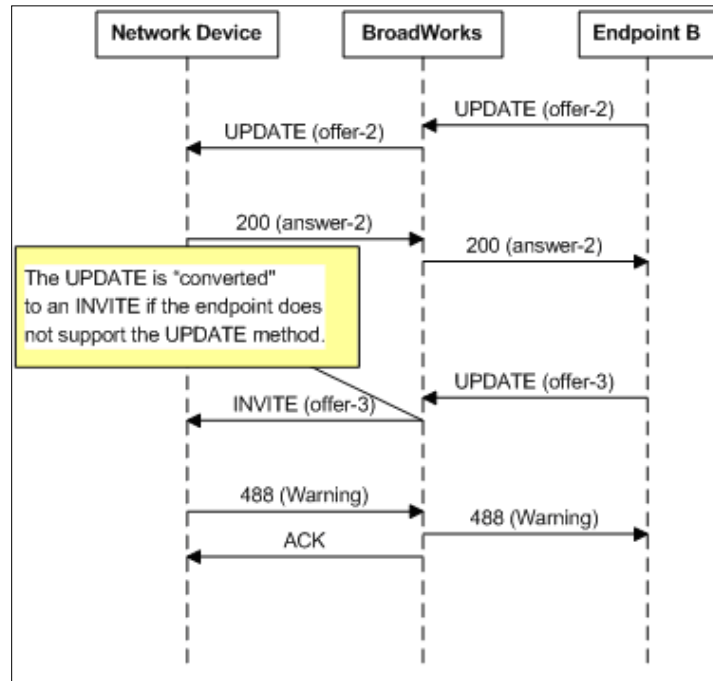 Network Device
BroadWorks
Endpoint B
UPDATE (offer-2)
UPDATE (offer-2)
200 (answer-2)
200 (answer-2)
The UPDATE is "converted"
to an INVITE if the endpoint does
not support the UPDATE method.
UPDATE (offer-3)
INVITE (offer-3)
488 (Warning)
488 (Warning)
ACK